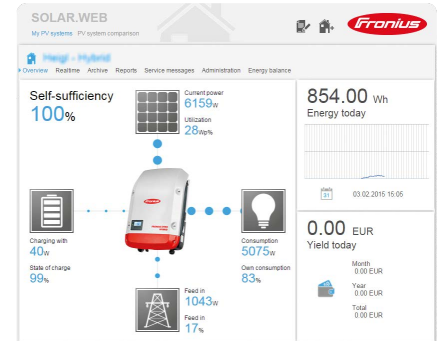 SOLAR.WEB
My PV systems PV system comparison
Fronius
Overview Realtime Archive Reports Service messages Administration Energy balance
Self-sufficiency
100%
Current power
6159W
Utilization
28Wp%
Fronius
Charging with
40W
State of charge
99%
Consumption
5075W
Own consumption
83%
Feed in
1043W
Feed in
17%
854.00 Wh
Energy today
31
03.02.2015 15:05
0.00 EUR
Yield today
Month
0.00 EUR
Year
0.00 EUR
Total
0.00 EUR